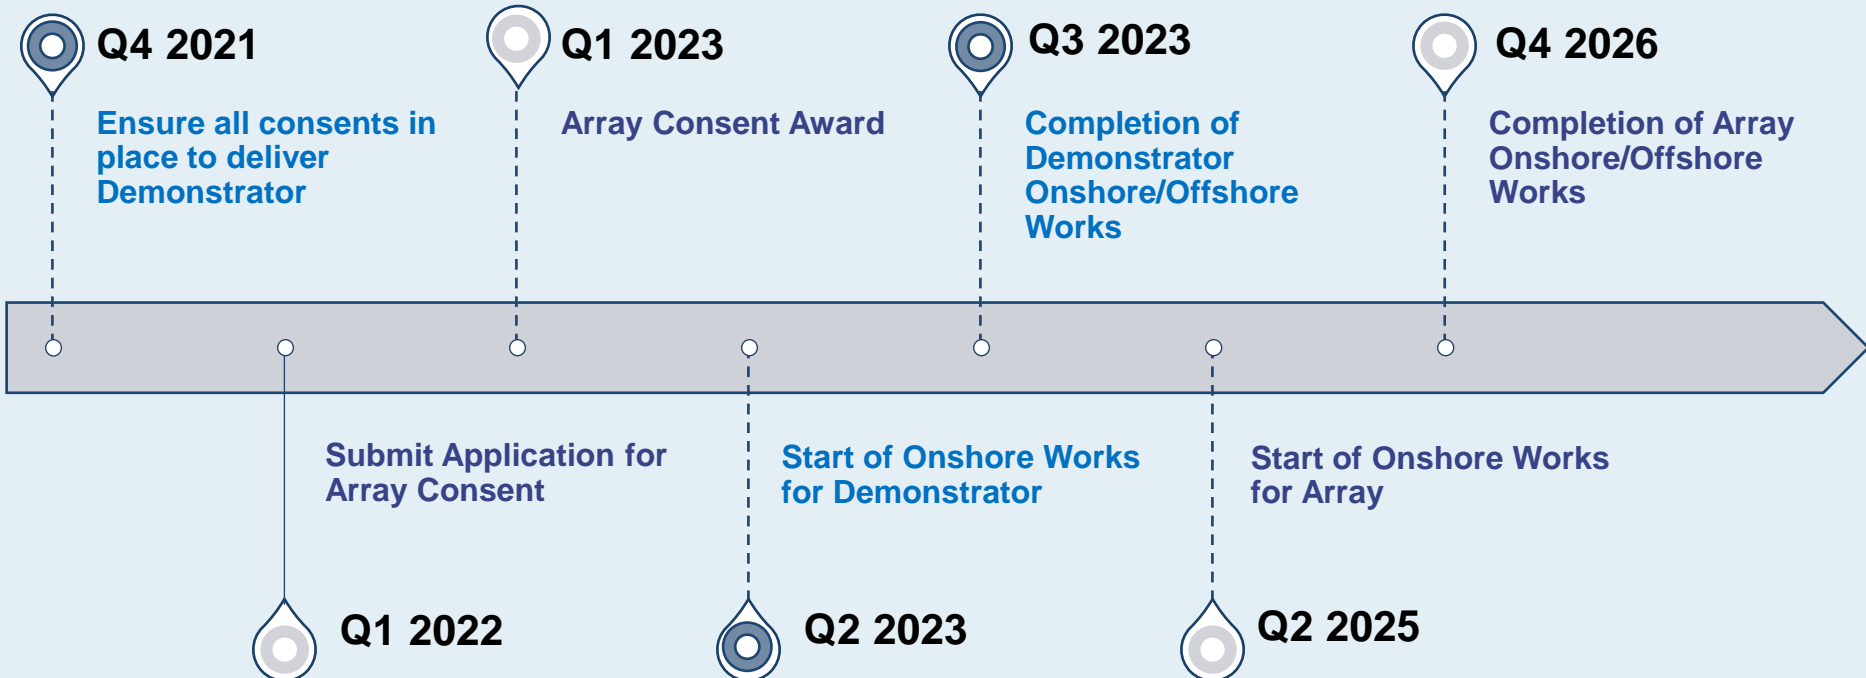 Q4 2021
Ensure all consents in
place to deliver
Demonstrator
Q1 2023
Array Consent Award
Q3 2023
Completion of
Demonstrator
Onshore/Offshore
Works
Q4 2026
Completion of Array
Onshore/Offshore
Works
Submit Application for
Array Consent
Q1 2022
Start of Onshore Works
for Demonstrator
Q2 2023
Start of Onshore Works
for Array
Q2 2025